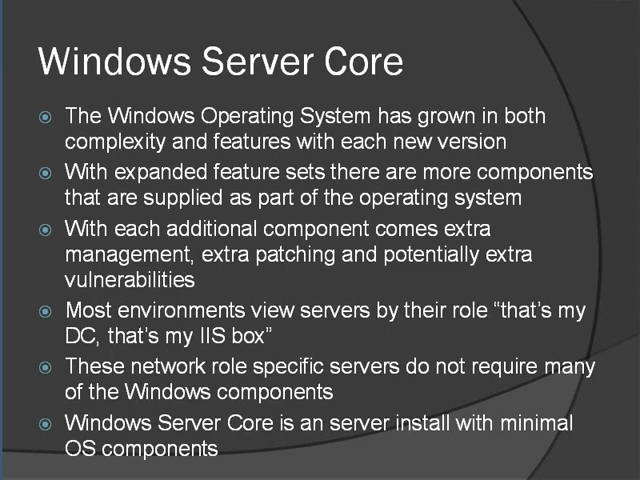 Windows Server Core
The Windows Operating System has grown in both
complexity and features with each new version
With expanded feature sets there are more components
that are supplied as part of the operating system
With each additional component comes extra
management, extra patching and potentially extra
vulnerabilities
Most environments view servers by their role “that’s my
DC, that’s my IIS box”
These network role specific servers do not require many
of the Windows components
Windows Server Core is an server install with minimal
OS components